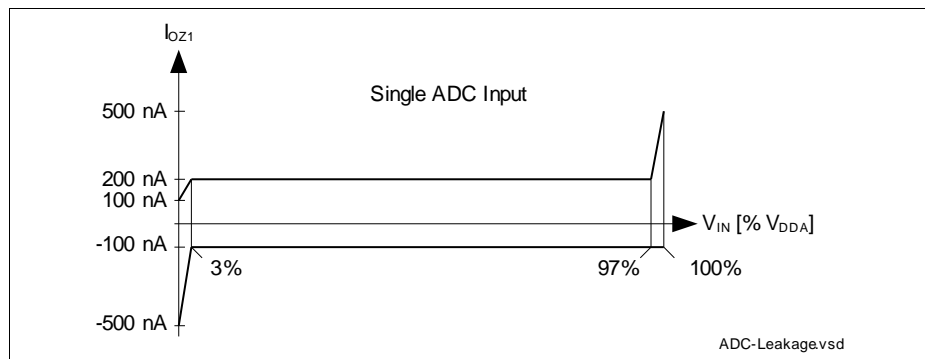 I_OZ1
Single ADC Input
500 nA
200 nA
100 nA
V_IN [% V_DDA]
-100 nA
3%
97%
100%
-500 nA
ADC-Leakage.vsd